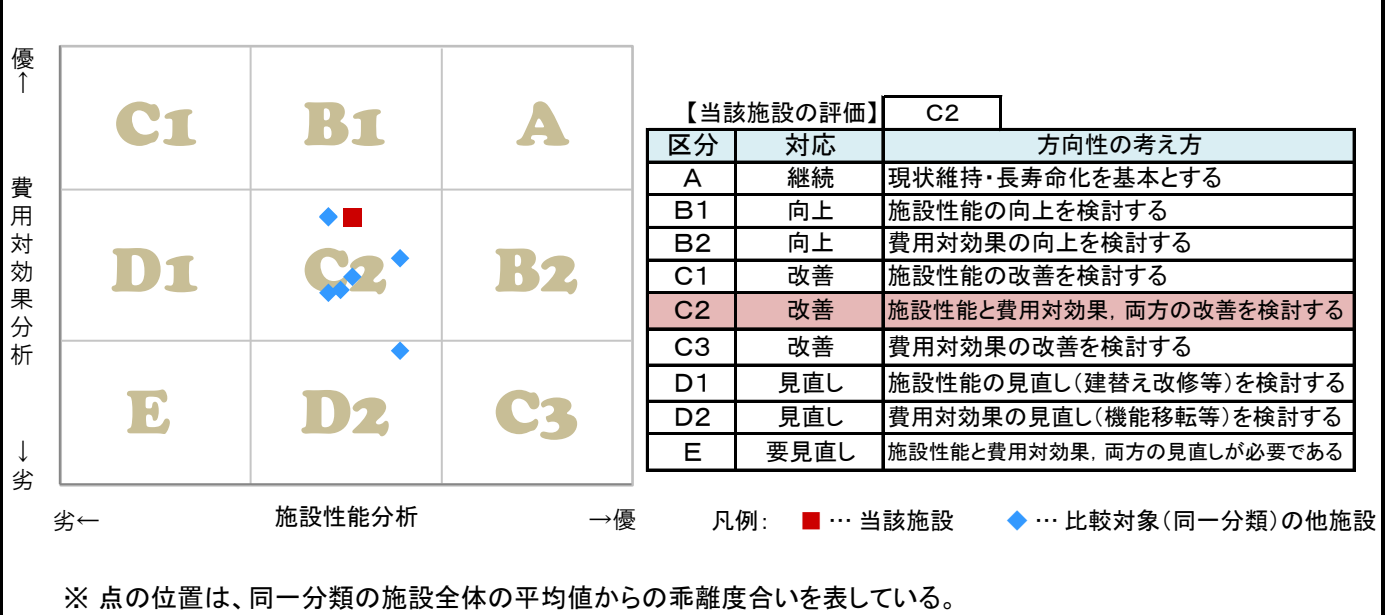 優
↑
費用対効果分析
↓
劣
C1 B1 A
D1 C2 B2
E D2 C3
劣← 施設性能分析 →優
【当該施設の評価】 C2
区分 対応 方向性の考え方
A 継続 現状維持・長寿命化を基本とする
B1 向上 施設性能の向上を検討する
B2 向上 費用対効果の向上を検討する
C1 改善 施設性能の改善を検討する
C2 改善 施設性能と費用対効果，両方の改善を検討する
C3 改善 費用対効果の改善を検討する
D1 見直し 施設性能の見直し（建替え改修等）を検討する
D2 見直し 費用対効果の見直し（機能移転等）を検討する
E 要見直し 施設性能と費用対効果，両方の見直しが必要である
凡例： ■ … 当該施設 ◆ … 比較対象（同一分類）の他施設
※ 点の位置は、同一分類の施設全体の平均値からの乖離度合いを表している。